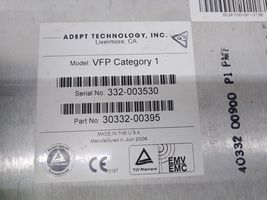 ADEPT TECHNOLOGY, INC.
Livermore, CA
Model: VFP Category 1
Serial No: 332-003530
Part No: 30332-00395
MADE IN THE U.S.A
Manufactured in Jun 2006
EMV
EMC
40332 00900 P1